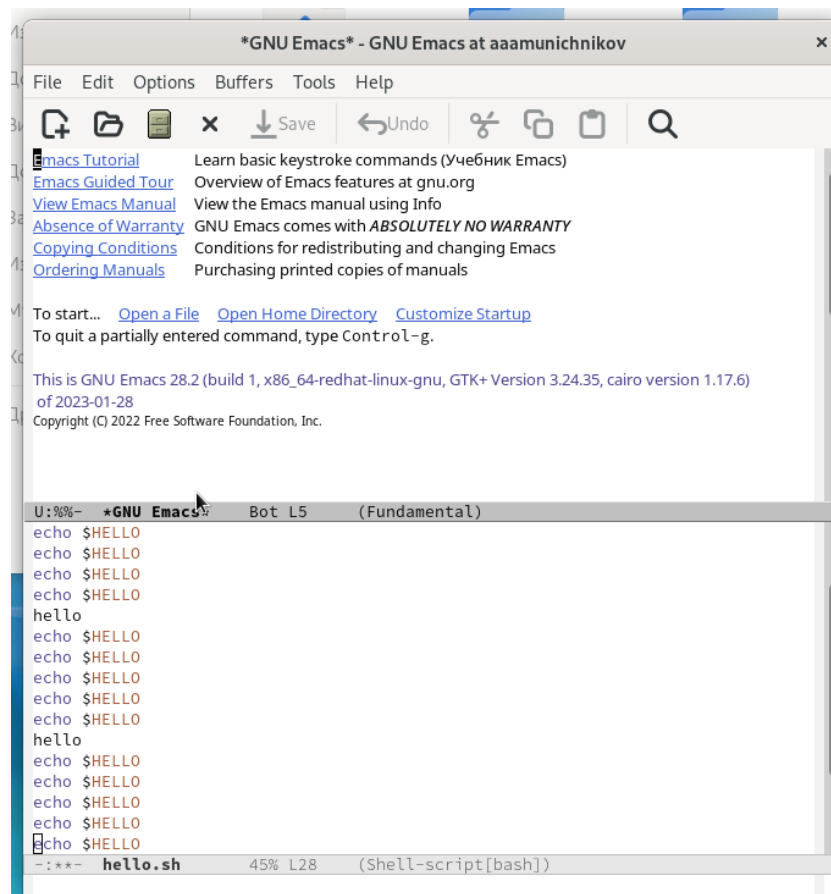 *GNU Emacs* - GNU Emacs at aaamunichnikov ×
File Edit Options Buffers Tools Help
Save Undo
Emacs Tutorial Learn basic keystroke commands (Учебник Emacs)
Emacs Guided Tour Overview of Emacs features at gnu.org
View Emacs Manual View the Emacs manual using Info
Absence of Warranty GNU Emacs comes with ABSOLUTELY NO WARRANTY
Copying Conditions Conditions for redistributing and changing Emacs
Ordering Manuals Purchasing printed copies of manuals
To start... Open a File Open Home Directory Customize Startup
To quit a partially entered command, type Control-g.
This is GNU Emacs 28.2 (build 1, x86_64-redhat-linux-gnu, GTK+ Version 3.24.35, cairo version 1.17.6)
of 2023-01-28
Copyright (C) 2022 Free Software Foundation, Inc.
U:%%- *GNU Emacs* Bot L5 (Fundamental)
echo $HELLO
echo $HELLO
echo $HELLO
echo $HELLO
hello
echo $HELLO
echo $HELLO
echo $HELLO
echo $HELLO
echo $HELLO
hello
echo $HELLO
echo $HELLO
echo $HELLO
echo $HELLO
echo $HELLO
-:**- hello.sh 45% L28 (Shell-script[bash])